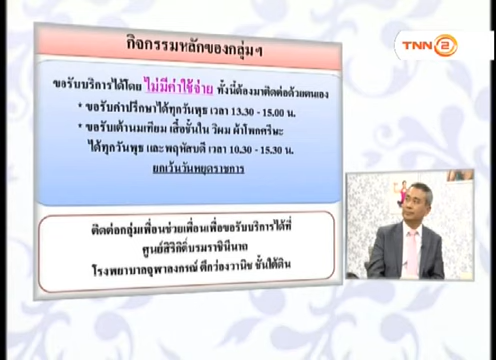 TNN 2
กิจกรรมหลักของกลุ่มฯ
ขอรับบริการได้โดย ไม่มีค่าใช้จ่าย ทั้งนี้ต้องมาติดต่อด้วยตนเอง
* ขอรับคำปรึกษาได้ทุกวันพุธ เวลา 13.30 - 15.00 น.
* ขอรับเต้านมเทียม เสื้อชั้นใน วิกผม ผ้าโพกศรีษะ
ได้ทุกวันพุธ และพฤหัสบดี เวลา 10.30 - 15.30 น.
ยกเว้นวันหยุดราชการ
ติดต่อกลุ่มเพื่อนช่วยเพื่อนเพื่อขอรับบริการได้ที่
ศูนย์สิริกิติ์บรมราชินีนาถ
โรงพยาบาลจุฬาลงกรณ์ ตึกว่องวานิช ชั้นใต้ดิน